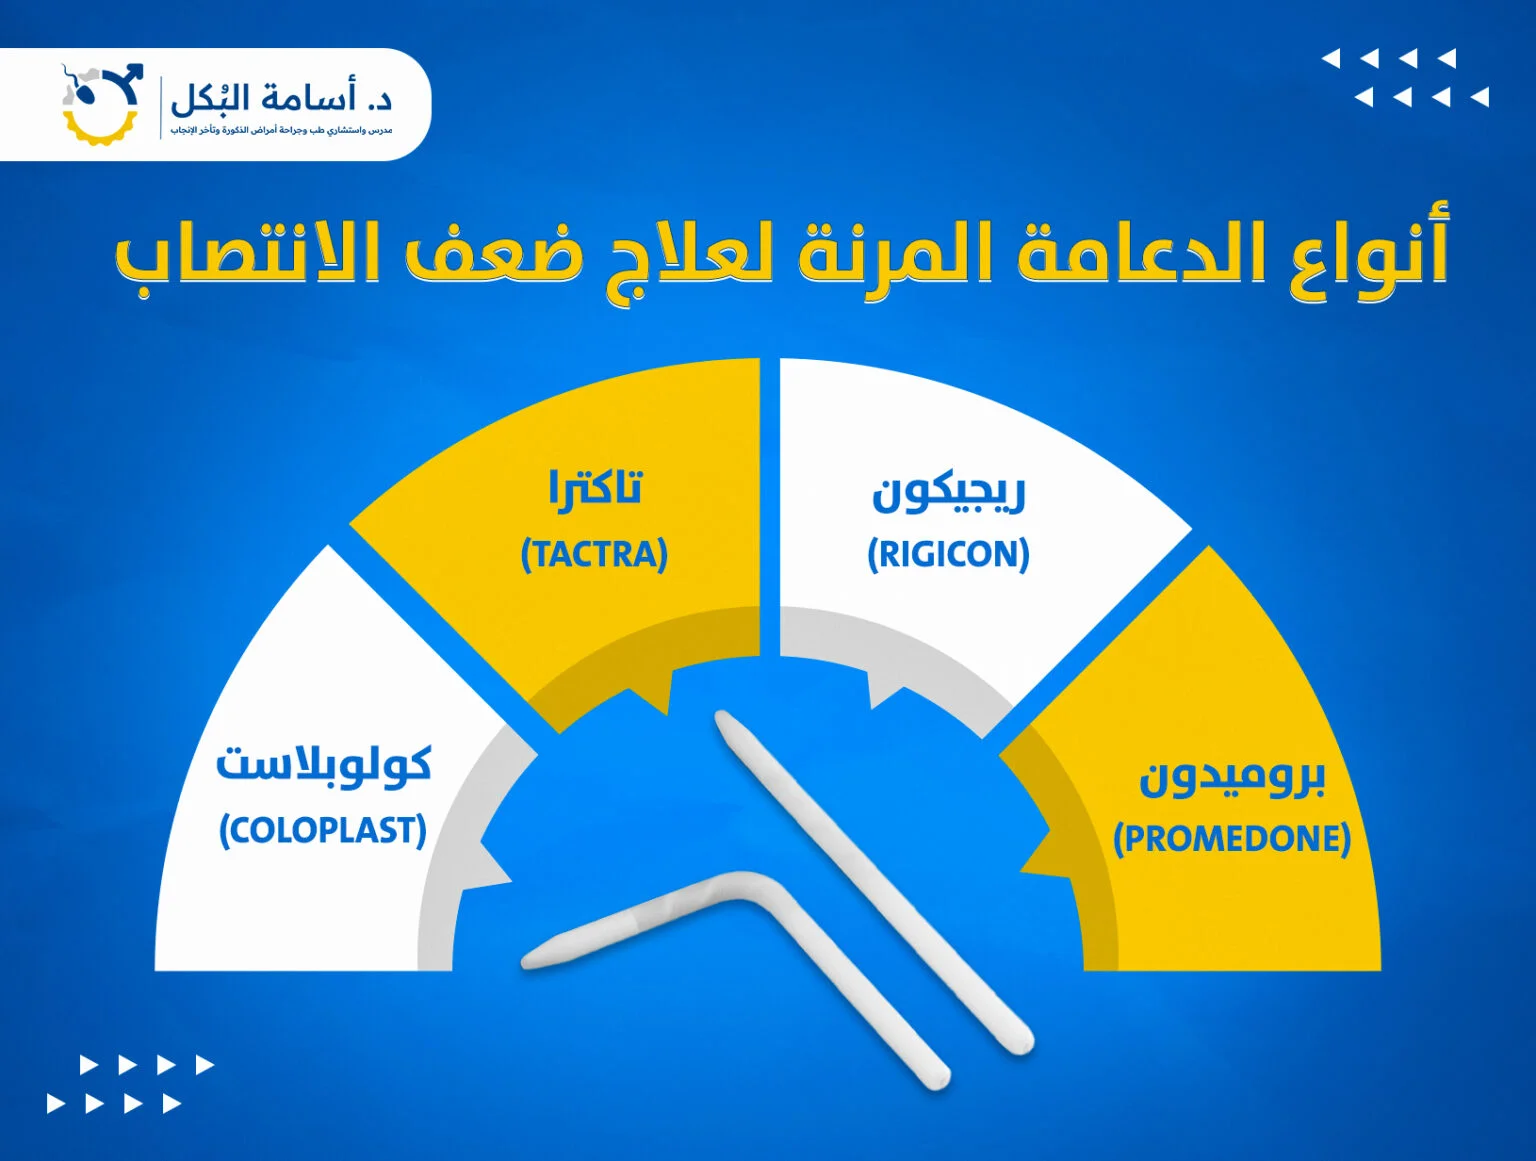 د. أسامة البُكل
مدرس واستشاري طب وجراحة أمراض الذكورة وتأخر الإنجاب
أنواع الدعامة المرنة لعلاج ضعف الانتصاب
ريجيكون
(RIGICON)
تاكترا
(TACTRA)
بروميدون
(PROMEDONE)
كولوبلاست
(COLOPLAST)